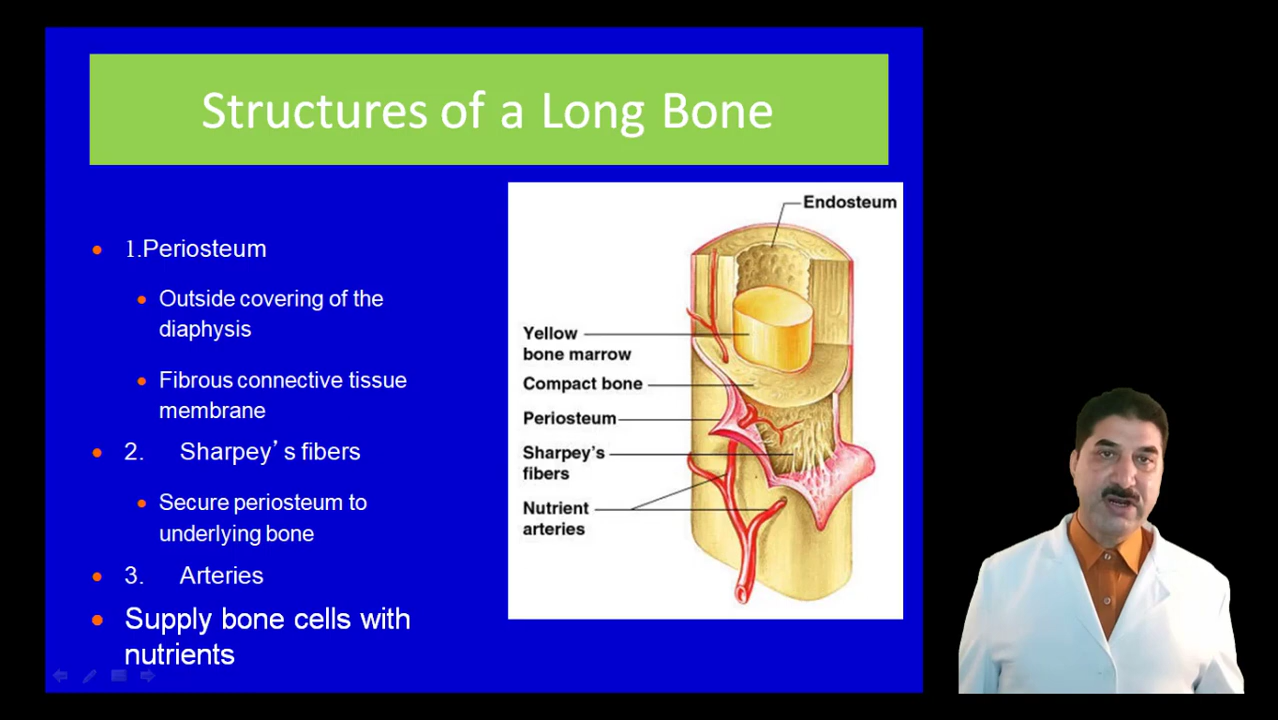 Structures of a Long Bone
• 1.Periosteum
• Outside covering of the
diaphysis
• Fibrous connective tissue
membrane
• 2. Sharpey’s fibers
• Secure periosteum to
underlying bone
• 3. Arteries
• Supply bone cells with
nutrients
Endosteum
Yellow
bone marrow
Compact bone
Periosteum
Sharpey's
fibers
Nutrient
arteries